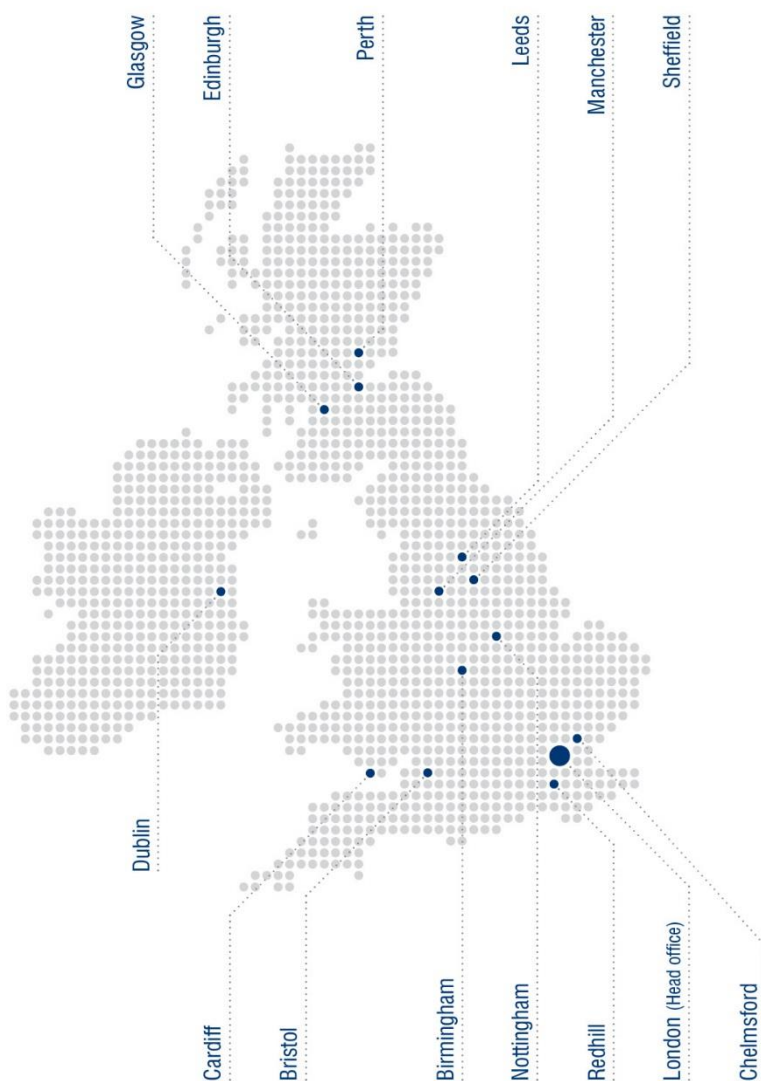 Glasgow
Edinburgh
Perth
Leeds
Manchester
Sheffield
Dublin
Cardiff
Bristol
Birmingham
Nottingham
Redhill
London (Head office)
Chelmsford